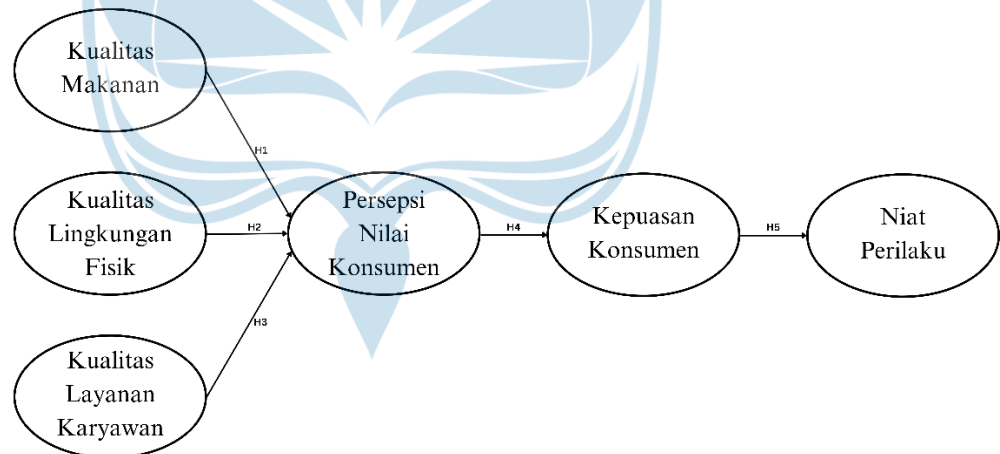 Kualitas
Makanan
H1
Kualitas
Lingkungan
Fisik
H2
Persepsi
Nilai
Konsumen
H4
Kepuasan
Konsumen
H5
Niat
Perilaku
H3
Kualitas
Layanan
Karyawan